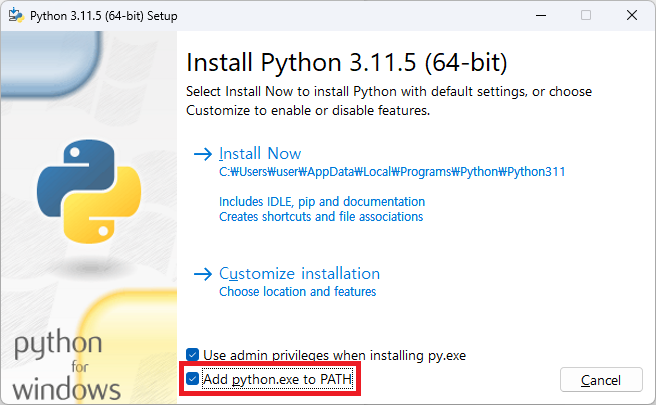 Python 3.11.5 (64-bit) Setup
Install Python 3.11.5 (64-bit)
Select Install Now to install Python with default settings, or choose
Customize to enable or disable features.
Install Now
C:₩Users₩user₩AppData₩Local₩Programs₩Python₩Python311
Includes IDLE, pip and documentation
Creates shortcuts and file associations
Customize installation
Choose location and features
python
for
windows
Use admin privileges when installing py.exe
Add python.exe to PATH
Cancel